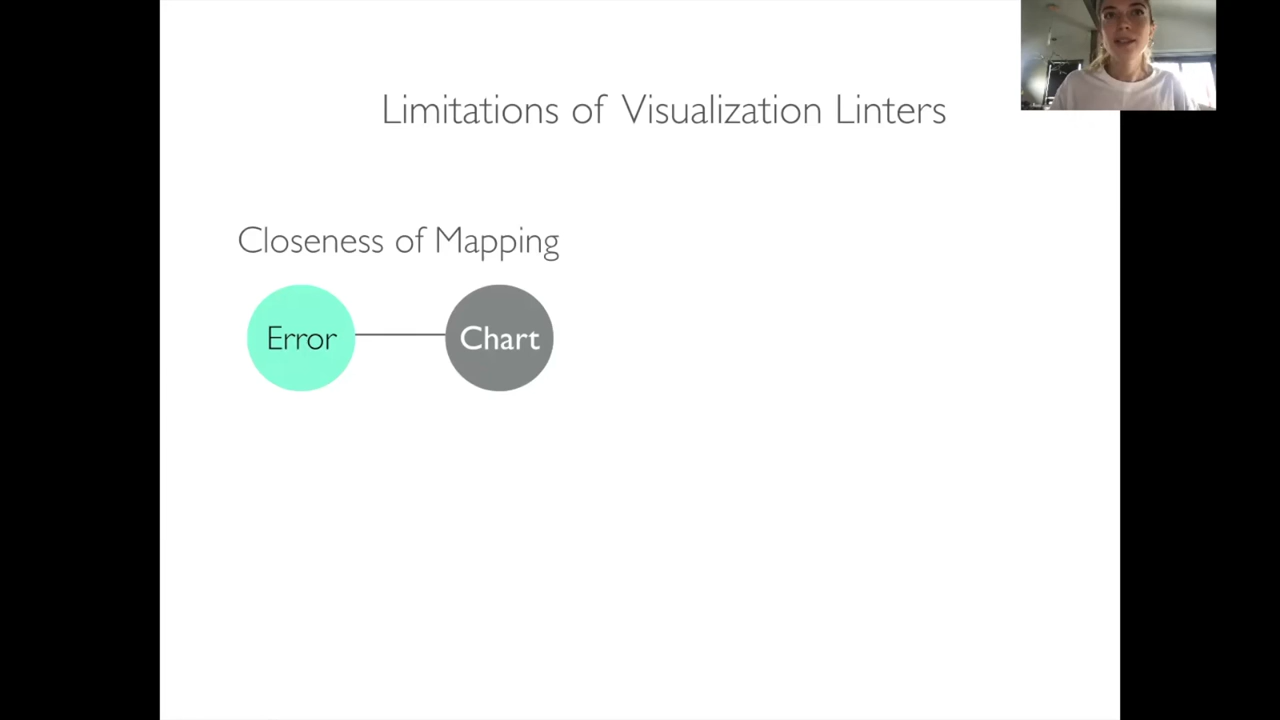 Limitations of Visualization Linters
Closeness of Mapping
Error
Chart